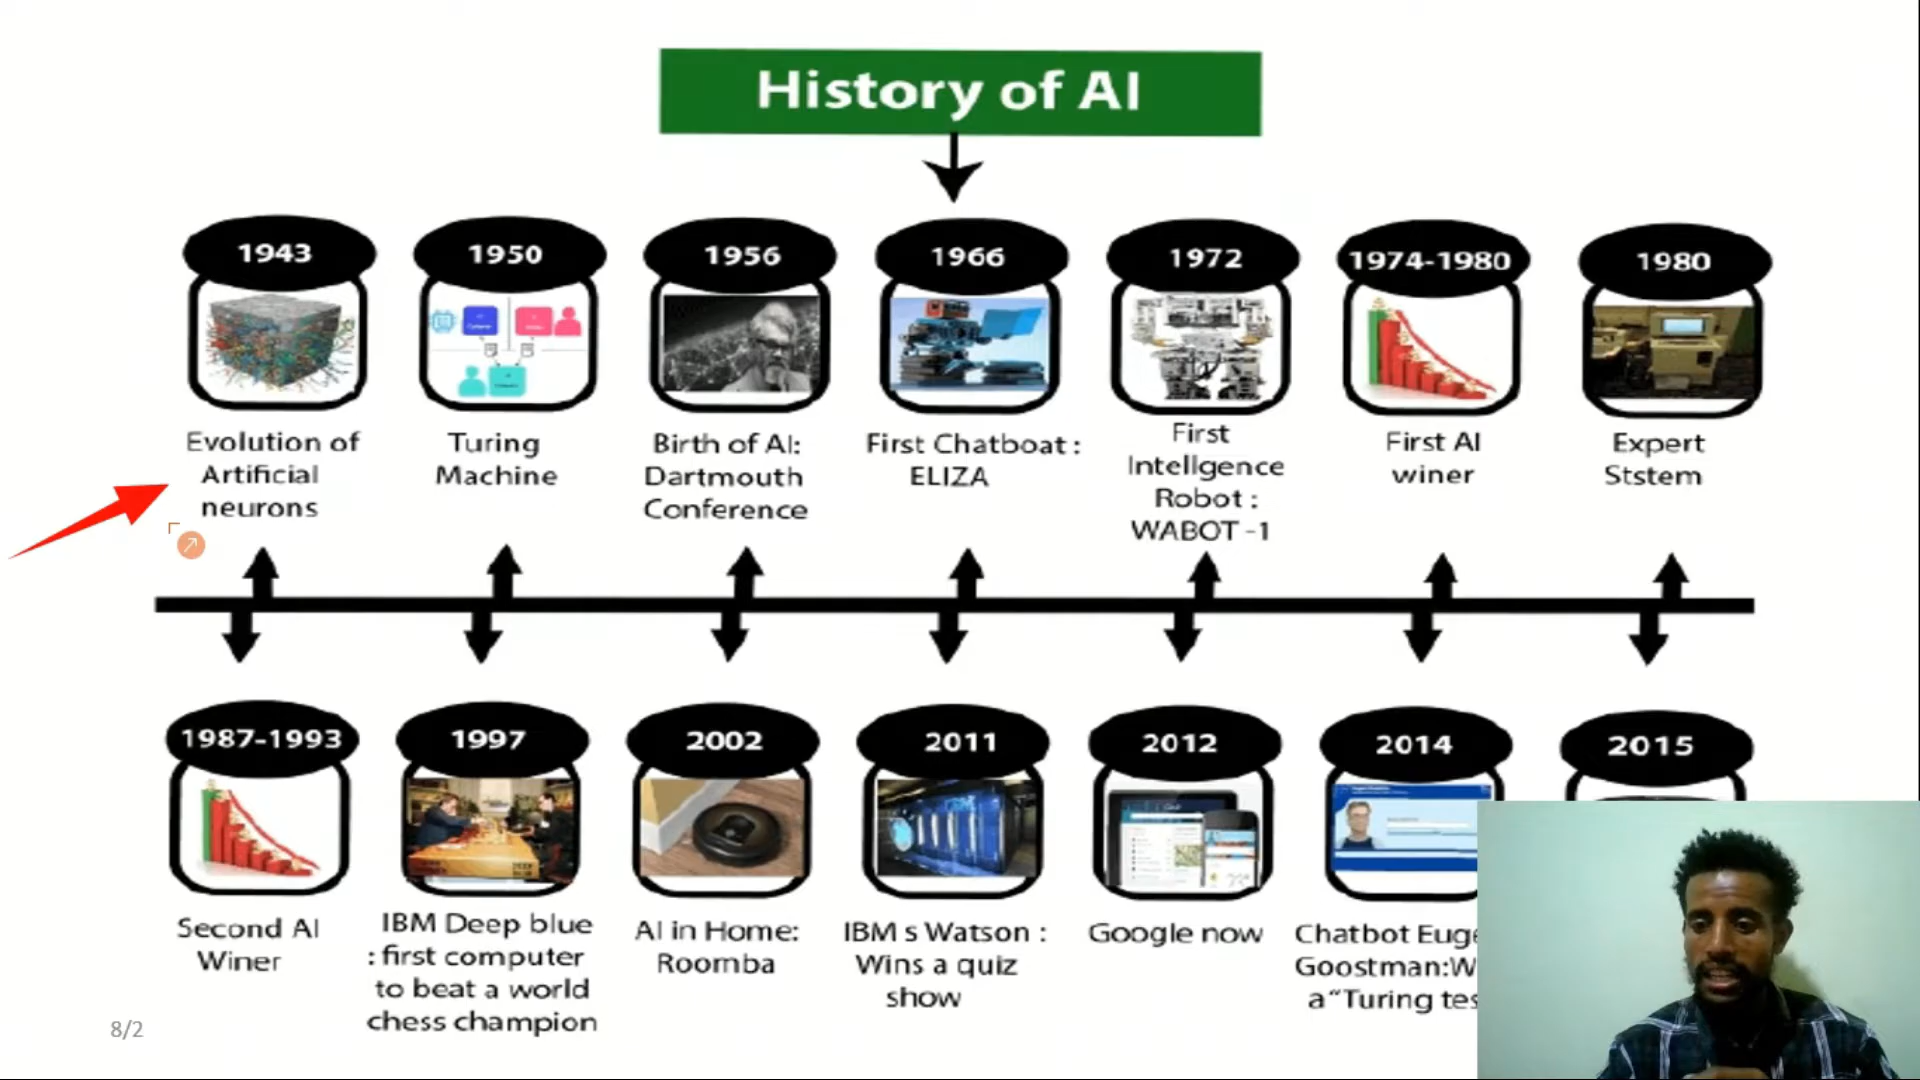 History of AI
1943
1950
1956
1966
1972
1974-1980
1980
Evolution of
Artificial
neurons
Turing
Machine
Birth of AI:
Dartmouth
Conference
First Chatboat :
ELIZA
First
Intellgence
Robot :
WABOT -1
First AI
winer
Expert
Ststem
1987-1993
1997
2002
2011
2012
2014
2015
Second AI
Winer
IBM Deep blue
: first computer
to beat a world
chess champion
AI in Home:
Roomba
IBM s Watson :
Wins a quiz
show
Google now
Chatbot Euge
Goostman:W
a“Turing tes
8/2